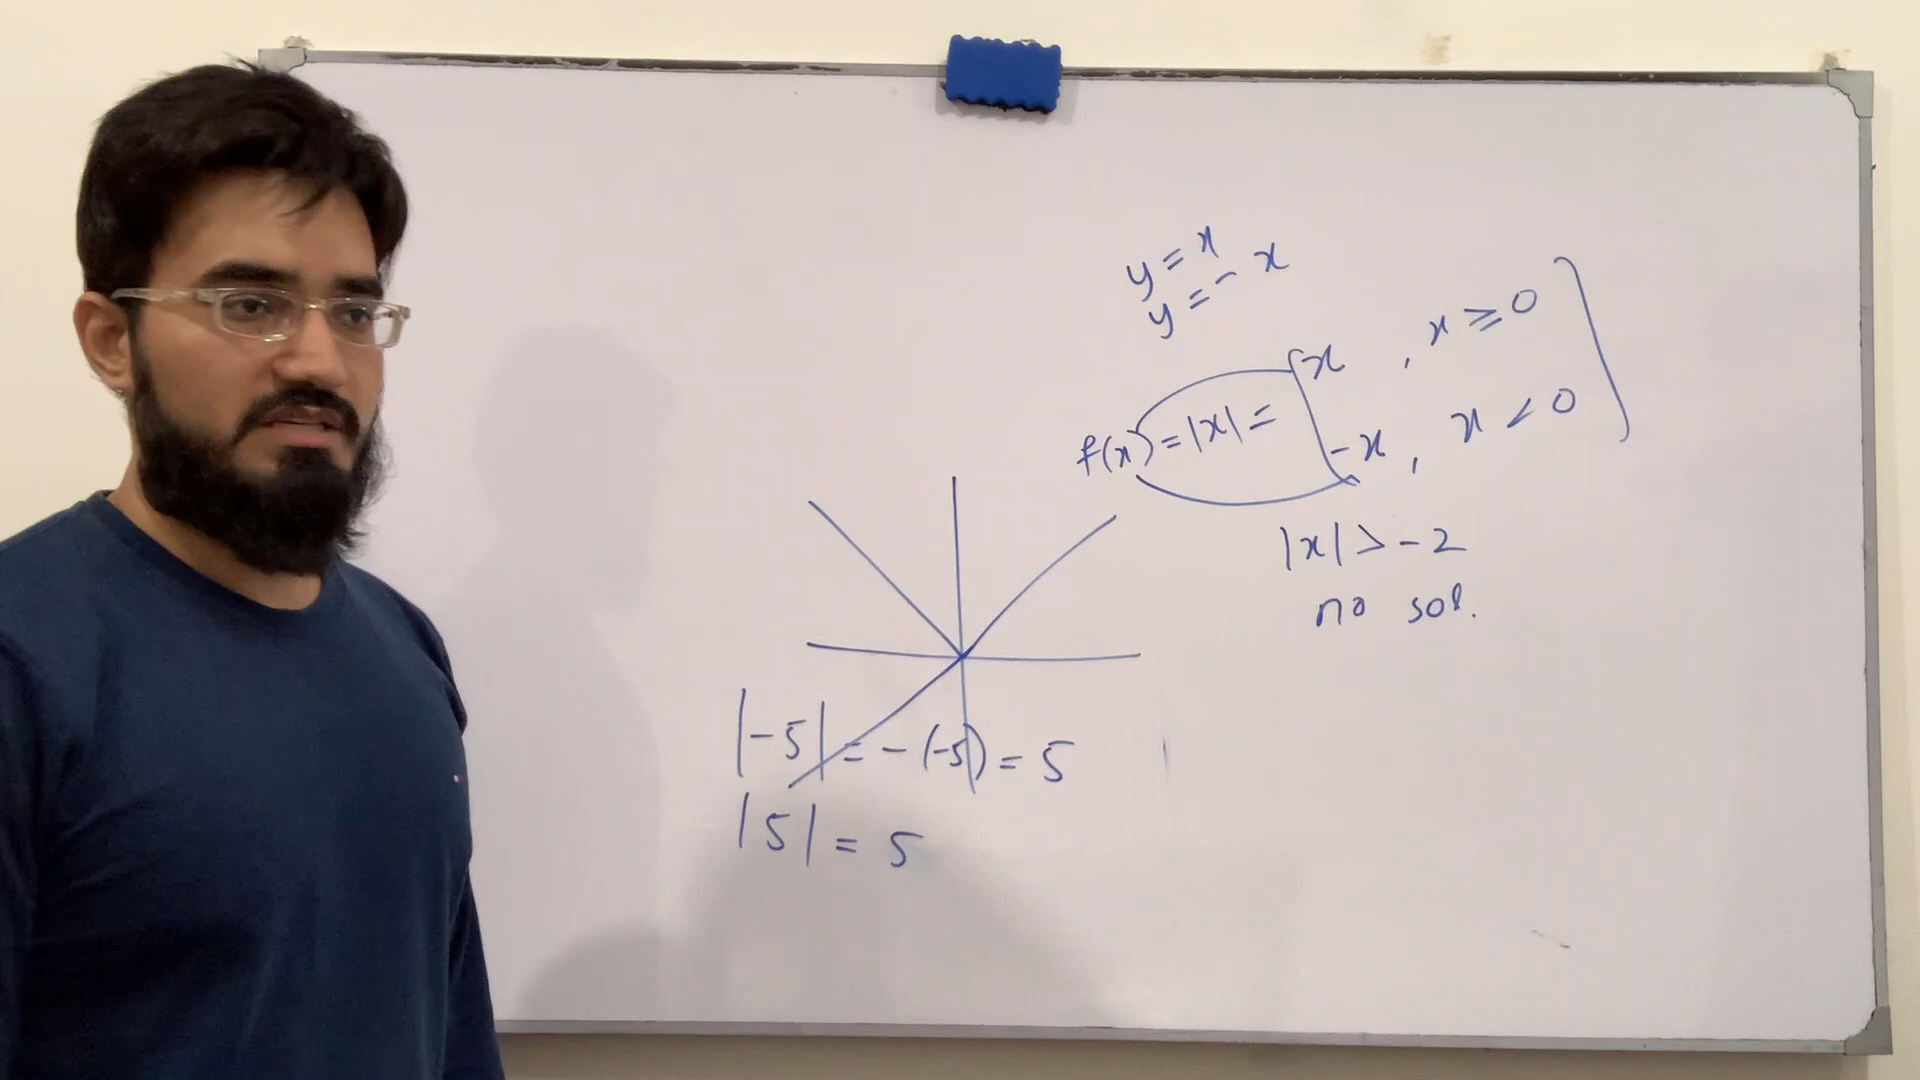 y = x
y = - x
f(x) = |x| = { x , x ≥ 0
-x , x < 0
|x| > -2
no sol.
|-5| = -(-5) = 5
|5| = 5